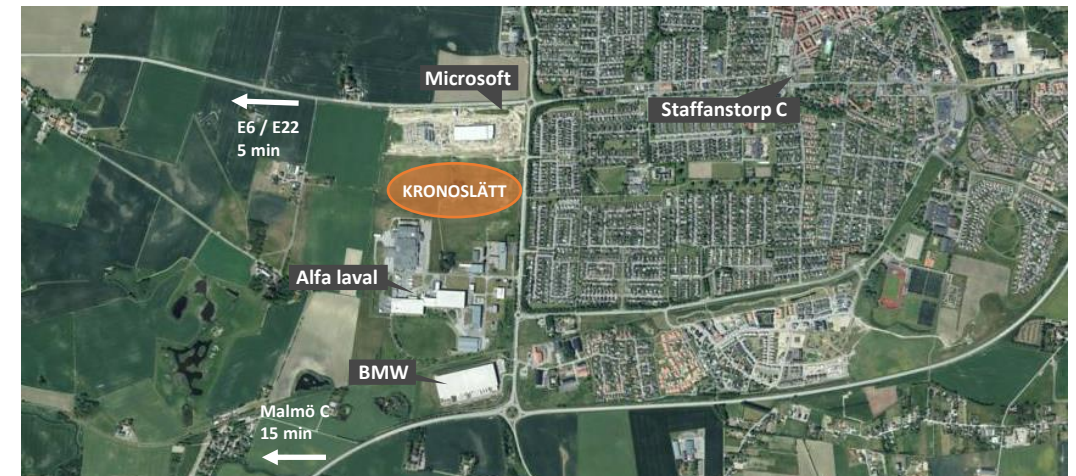 Microsoft
Staffanstorp C
E6 / E22
5 min
KRONOSLÄTT
Alfa laval
BMW
Malmö C
15 min